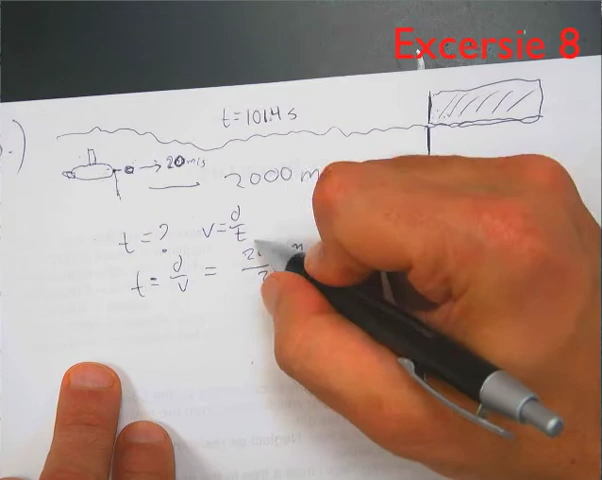 Excersie 8
t=101.4s
.)
20m/s
2000 m
t=? v=d/t
t=d/v=